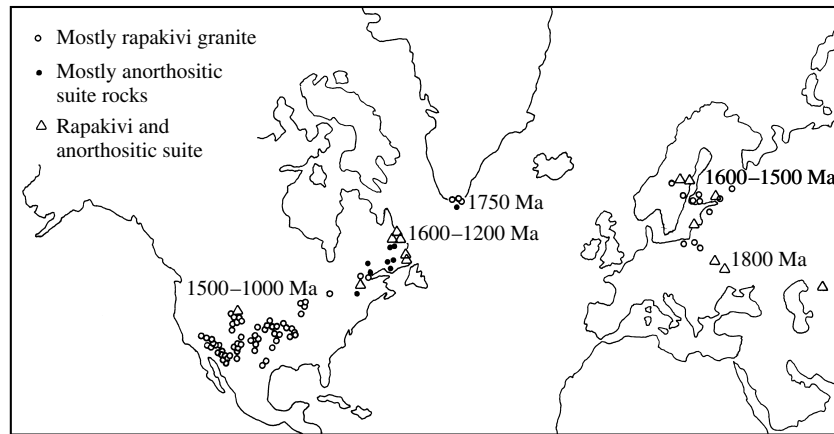 Mostly rapakivi granite
Mostly anorthositic
suite rocks
Rapakivi and
anorthositic suite
1750 Ma
1600–1500 Ma
1600–1200 Ma
1800 Ma
1500–1000 Ma